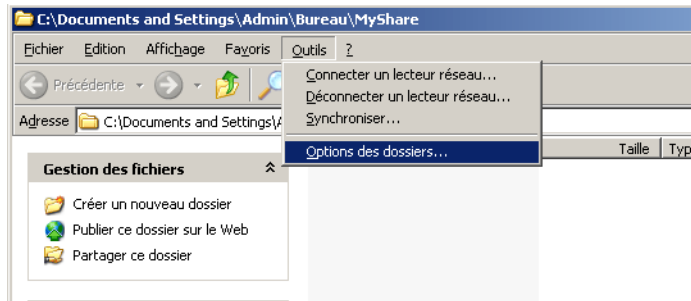 C:\Documents and Settings\Admin\Bureau\MyShare
Fichier Edition Affichage Favoris Outils ?
Précédente
Connecter un lecteur réseau...
Déconnecter un lecteur réseau...
Adresse C:\Documents and Settings\
Synchroniser...
Options des dossiers...
Taille Typ
Gestion des fichiers
Créer un nouveau dossier
Publier ce dossier sur le Web
Partager ce dossier